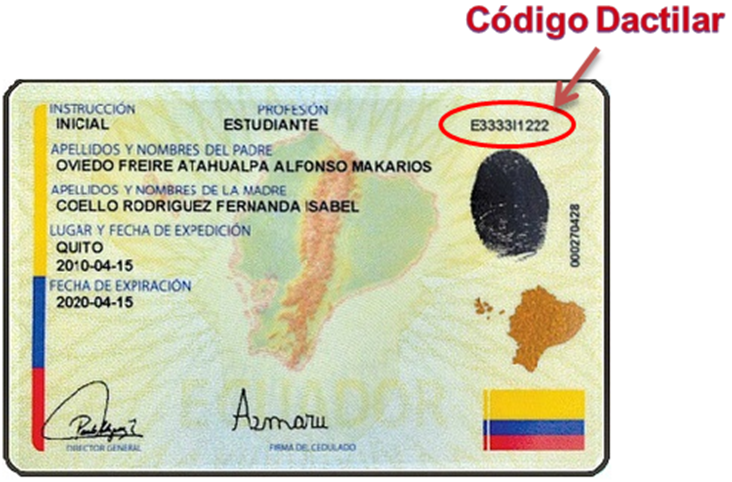 Código Dactilar
INSTRUCCIÓN PROFESIÓN
INICIAL ESTUDIANTE E3333I1222
APELLIDOS Y NOMBRES DEL PADRE
OVIEDO FREIRE ATAHUALPA ALFONSO MAKARIOS
APELLIDOS Y NOMBRES DE LA MADRE
COELLO RODRIGUEZ FERNANDA ISABEL
LUGAR Y FECHA DE EXPEDICIÓN
QUITO
2010-04-15
FECHA DE EXPIRACIÓN
2020-04-15
000270428
ECUADOR
Azmaru
DIRECTOR GENERAL FIRMA DEL CEDULADO